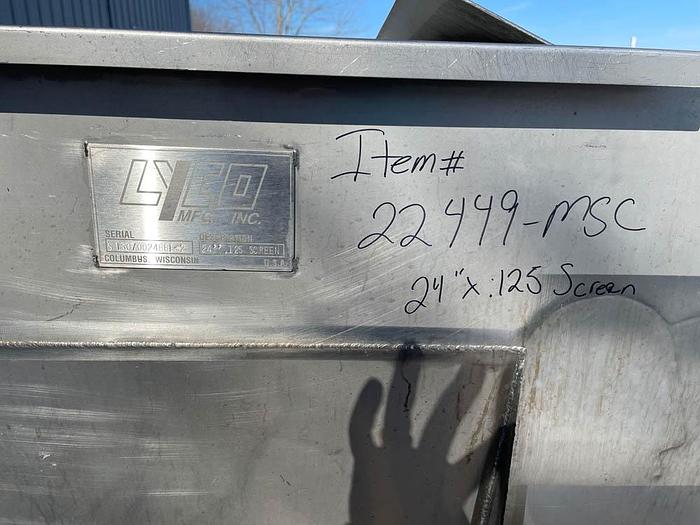 LYCO
MFG. INC.
SERIAL
DESCRIPTION
24" .125 SCREEN
COLUMBUS WISCONSIN
U.S.A.
Item#
22449-MSC
24" x .125 Screen